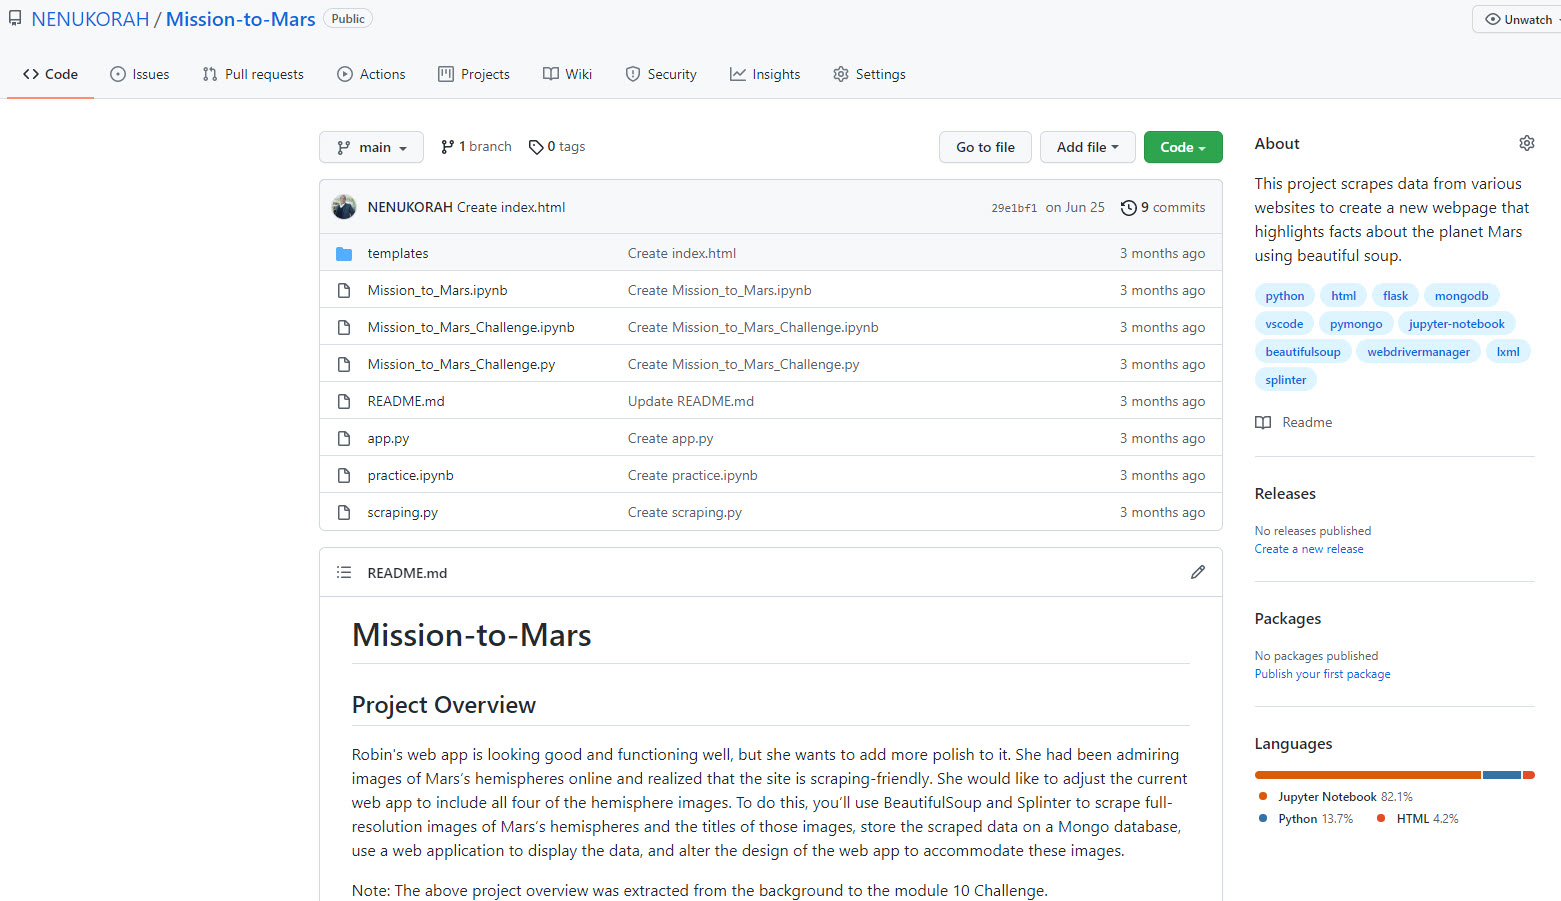 NENUKORAH / Mission-to-Mars Public
Unwatch
Code Issues Pull requests Actions Projects Wiki Security Insights Settings
main 1 branch 0 tags Go to file Add file Code
NENUKORAH Create index.html 29e1bf1 on Jun 25 9 commits
templates Create index.html 3 months ago
Mission_to_Mars.ipynb Create Mission_to_Mars.ipynb 3 months ago
Mission_to_Mars_Challenge.ipynb Create Mission_to_Mars_Challenge.ipynb 3 months ago
Mission_to_Mars_Challenge.py Create Mission_to_Mars_Challenge.py 3 months ago
README.md Update README.md 3 months ago
app.py Create app.py 3 months ago
practice.ipynb Create practice.ipynb 3 months ago
scraping.py Create scraping.py 3 months ago
README.md
Mission-to-Mars
Project Overview
Robin's web app is looking good and functioning well, but she wants to add more polish to it. She had been admiring
images of Mars's hemispheres online and realized that the site is scraping-friendly. She would like to adjust the current
web app to include all four of the hemisphere images. To do this, you'll use BeautifulSoup and Splinter to scrape full-
resolution images of Mars's hemispheres and the titles of those images, store the scraped data on a Mongo database,
use a web application to display the data, and alter the design of the web app to accommodate these images.
Note: The above project overview was extracted from the background to the module 10 Challenge.
About
This project scrapes data from various
websites to create a new webpage that
highlights facts about the planet Mars
using beautiful soup.
python html flask mongodb
vscode pymongo jupyter-notebook
beautifulsoup webdrivermanager lxml
splinter
Readme
Releases
No releases published
Create a new release
Packages
No packages published
Publish your first package
Languages
Jupyter Notebook 82.1%
Python 13.7% HTML 4.2%